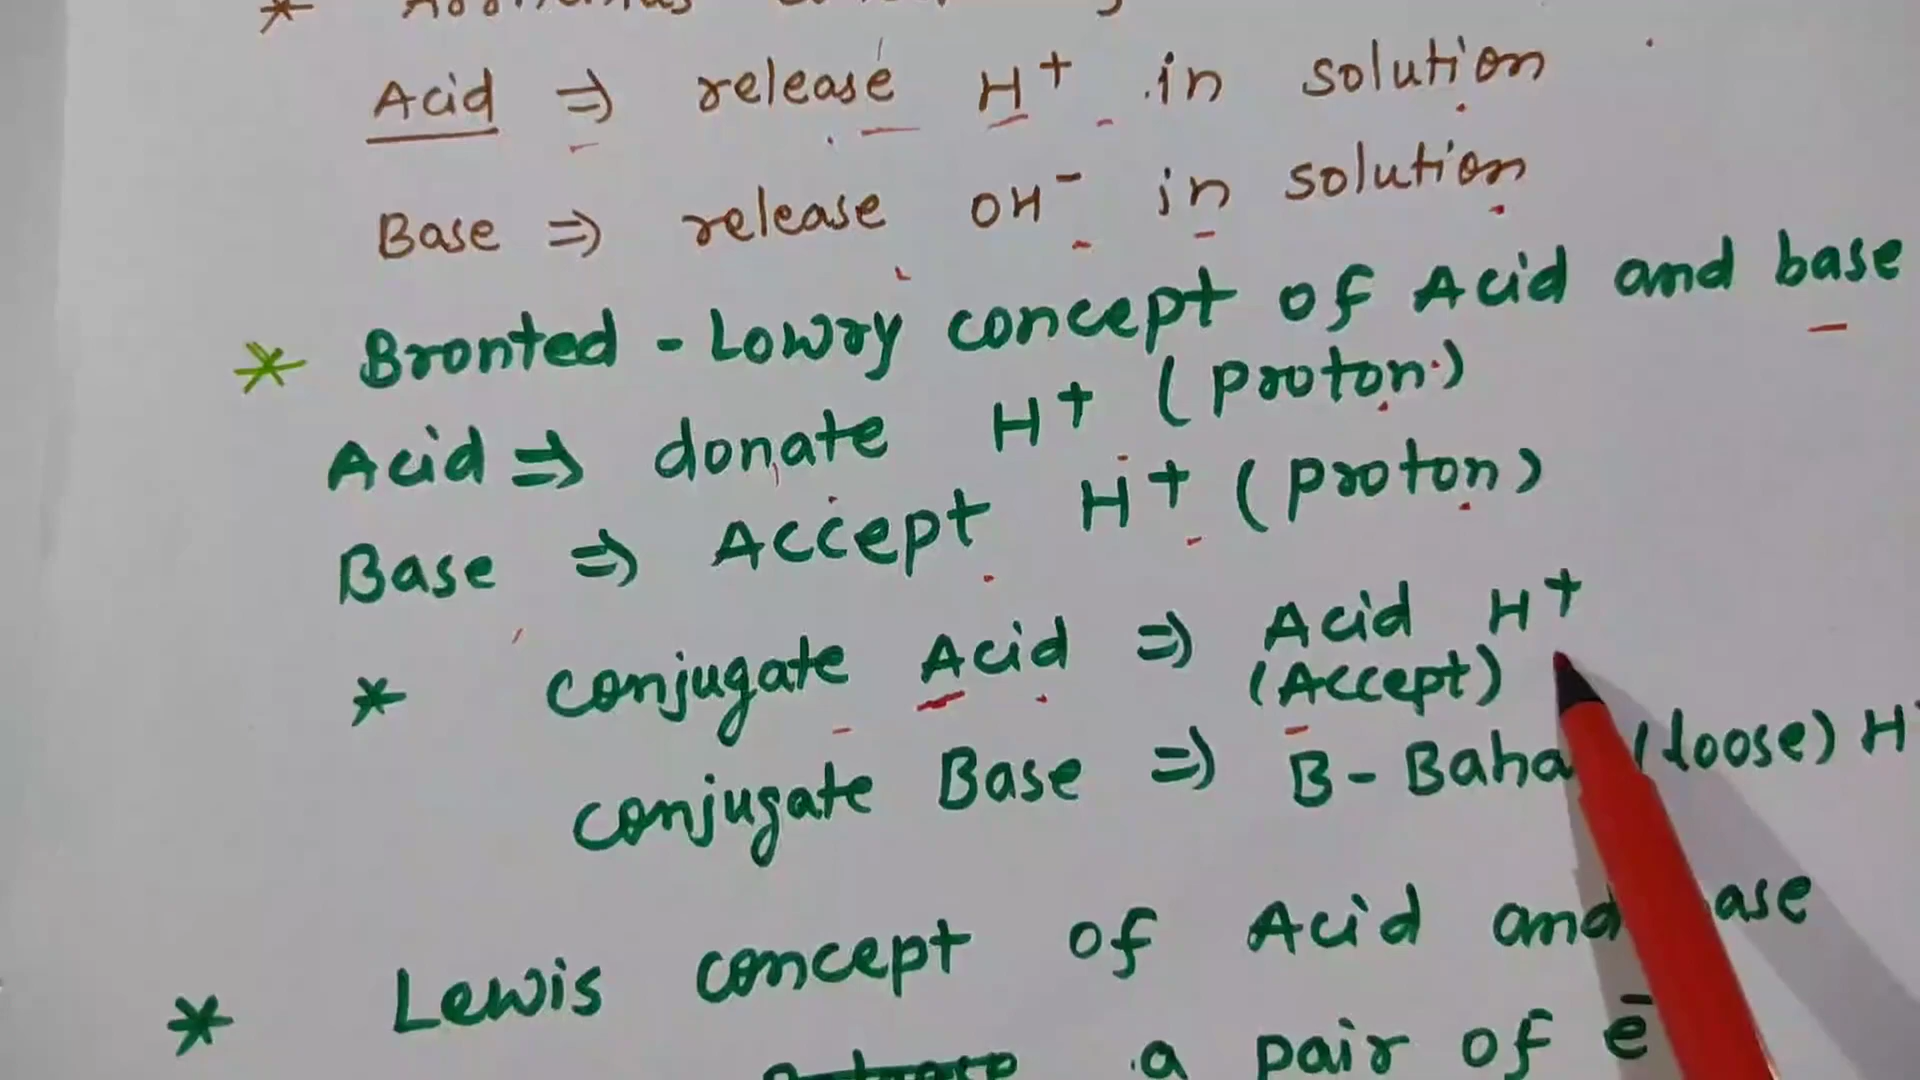 Acid ⇒ release H⁺ in solution
Base ⇒ release OH⁻ in solution
* Bronted - Lowry concept of Acid and base
Acid ⇒ donate H⁺ (proton)
Base ⇒ Accept H⁺ (proton)
* conjugate Acid ⇒ Acid H⁺
(Accept)
conjugate Base ⇒ B - Baha (loose) H
* Lewis concept of Acid and ase
a pair of e⁻